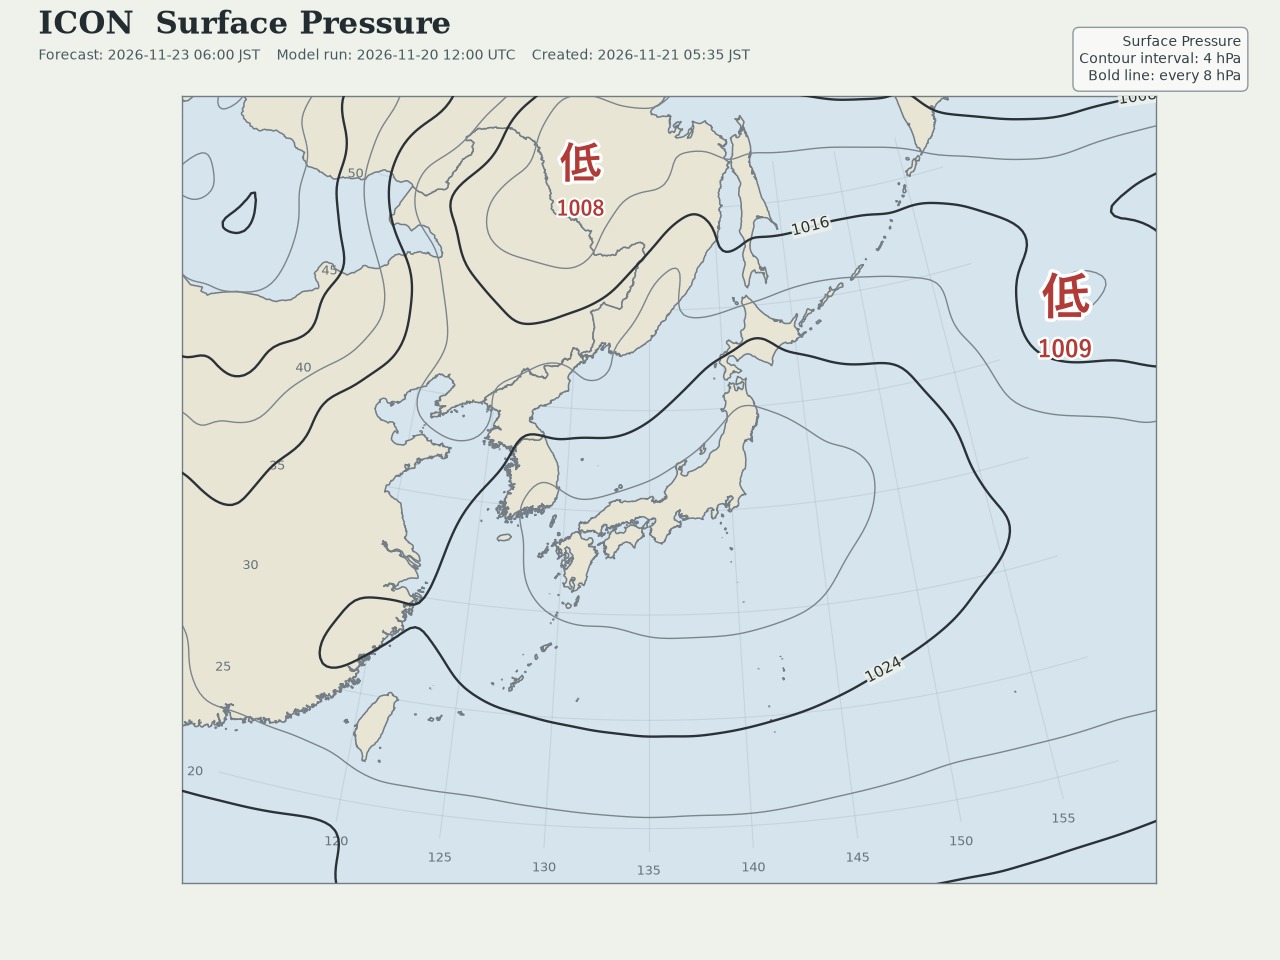 ICON  Surface Pressure
Forecast: 2026-11-23 06:00 JST    Model run: 2026-11-20 12:00 UTC    Created: 2026-11-21 05:35 JST
Surface Pressure
Contour interval: 4 hPa
Bold line: every 8 hPa
1008
低
1008
50
1016
45
低
1009
40
35
30
25
1024
20
120
125
130
135
140
145
150
155